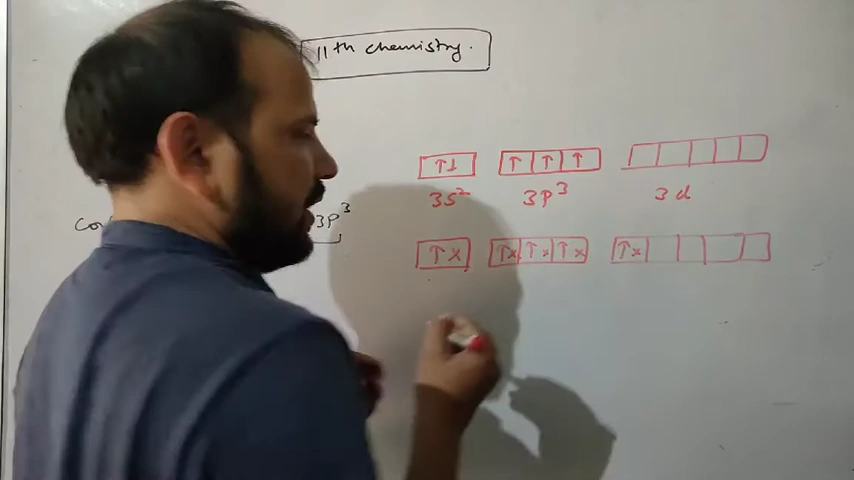 11th chemistry.
↑↓ ↑ ↑ ↑
3s² 3p³ 3d
3p³
↑x ↑x ↑x ↑x ↑x